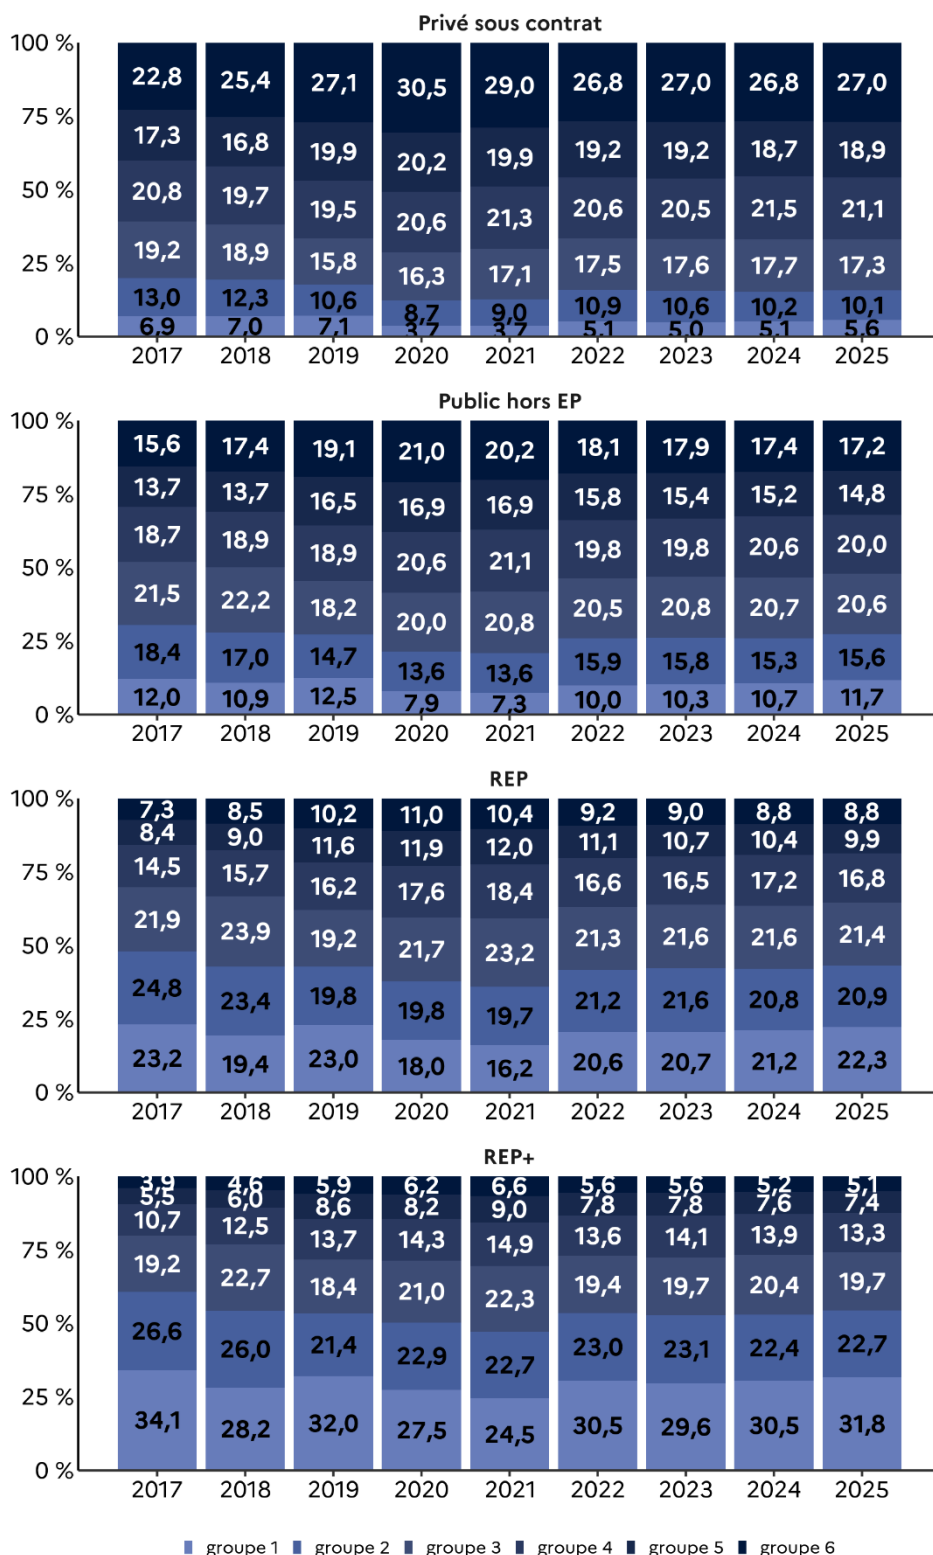 Privé sous contrat
100 %
22,8 25,4 27,1 30,5 29,0 26,8 27,0 26,8 27,0
75 %
17,3 16,8 19,9 20,2 19,9 19,2 19,2 18,7 18,9
50 %
20,8 19,7 19,5 20,6 21,3 20,6 20,5 21,5 21,1
25 %
19,2 18,9 15,8 16,3 17,1 17,5 17,6 17,7 17,3
13,0 12,3 10,6 8,7 9,0 10,9 10,6 10,2 10,1
6,9 7,0 7,1 3,7 3,7 5,1 5,0 5,1 5,6
0 %
2017 2018 2019 2020 2021 2022 2023 2024 2025
Public hors EP
100 %
15,6 17,4 19,1 21,0 20,2 18,1 17,9 17,4 17,2
75 %
13,7 13,7 16,5 16,9 16,9 15,8 15,4 15,2 14,8
18,7 18,9 18,9 20,6 21,1 19,8 19,8 20,6 20,0
50 %
21,5 22,2 18,2 20,0 20,8 20,5 20,8 20,7 20,6
25 %
18,4 17,0 14,7 13,6 13,6 15,9 15,8 15,3 15,6
12,0 10,9 12,5 7,9 7,3 10,0 10,3 10,7 11,7
0 %
2017 2018 2019 2020 2021 2022 2023 2024 2025
REP
100 %
7,3 8,5 10,2 11,0 10,4 9,2 9,0 8,8 8,8
8,4 9,0 11,6 11,9 12,0 11,1 10,7 10,4 9,9
75 %
14,5 15,7 16,2 17,6 18,4 16,6 16,5 17,2 16,8
50 %
21,9 23,9 19,2 21,7 23,2 21,3 21,6 21,6 21,4
24,8 23,4 19,8 19,8 19,7 21,2 21,6 20,8 20,9
25 %
23,2 19,4 23,0 18,0 16,2 20,6 20,7 21,2 22,3
0 %
2017 2018 2019 2020 2021 2022 2023 2024 2025
REP+
100 %
3,9 4,6 5,9 6,2 6,6 5,6 5,6 5,2 5,1
5,5 6,0 8,6 8,2 9,0 7,8 7,8 7,6 7,4
10,7 12,5 13,7 14,3 14,9 13,6 14,1 13,9 13,3
75 %
19,2 22,7 18,4 21,0 22,3 19,4 19,7 20,4 19,7
50 %
26,6 26,0 21,4 22,9 22,7 23,0 23,1 22,4 22,7
25 %
34,1 28,2 32,0 27,5 24,5 30,5 29,6 30,5 31,8
0 %
2017 2018 2019 2020 2021 2022 2023 2024 2025
groupe 1 groupe 2 groupe 3 groupe 4 groupe 5 groupe 6